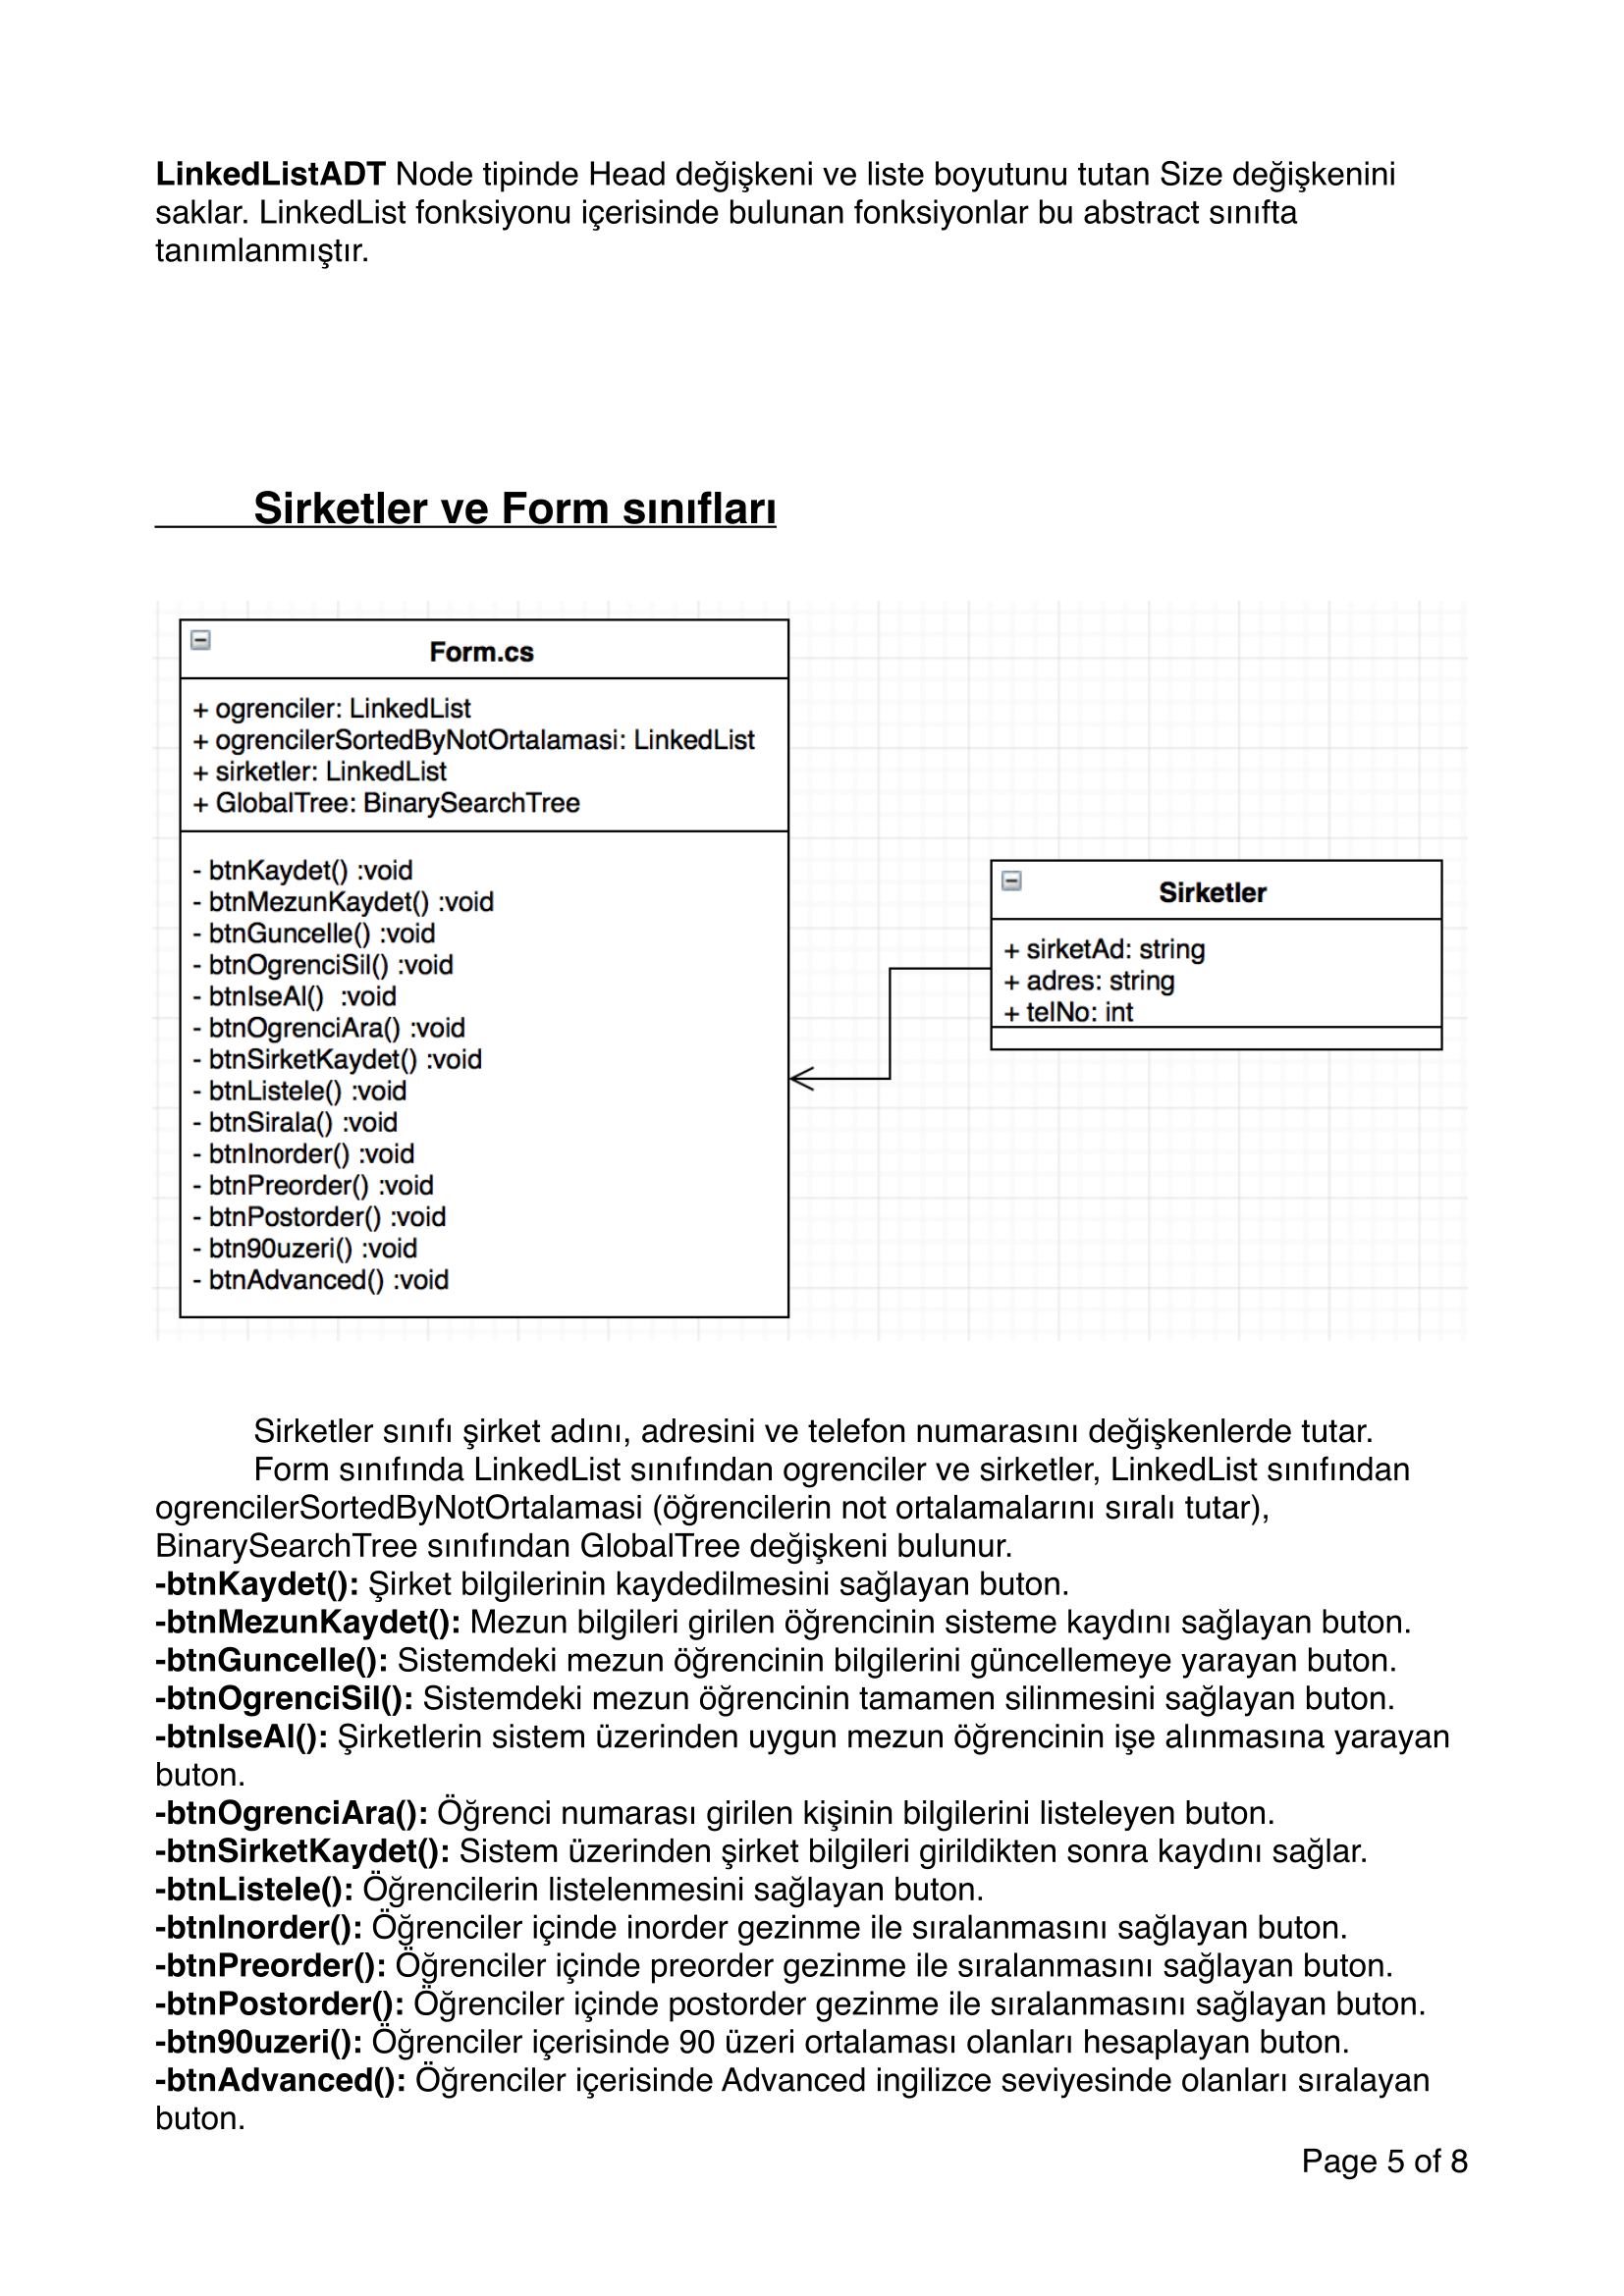 LinkedListADT Node tipinde Head değişkeni ve liste boyutunu tutan Size değişkenini
saklar. LinkedList fonksiyonu içerisinde bulunan fonksiyonlar bu abstract sınıfta
tanımlanmıştır.
Sirketler ve Form sınıfları
Form.cs
+ ogrenciler: LinkedList
+ ogrencilerSortedByNotOrtalamasi: LinkedList
+ sirketler: LinkedList
+ GlobalTree: BinarySearchTree
- btnKaydet() :void
- btnMezunKaydet() :void
- btnGuncelle() :void
- btnOgrenciSil() :void
- btnIseAl()  :void
- btnOgrenciAra() :void
- btnSirketKaydet() :void
- btnListele() :void
- btnSirala() :void
- btnInorder() :void
- btnPreorder() :void
- btnPostorder() :void
- btn90uzeri() :void
- btnAdvanced() :void
Sirketler
+ sirketAd: string
+ adres: string
+ telNo: int
Sirketler sınıfı şirket adını, adresini ve telefon numarasını değişkenlerde tutar.
Form sınıfında LinkedList sınıfından ogrenciler ve sirketler, LinkedList sınıfından
ogrencilerSortedByNotOrtalamasi (öğrencilerin not ortalamalarını sıralı tutar),
BinarySearchTree sınıfından GlobalTree değişkeni bulunur.
-btnKaydet(): Şirket bilgilerinin kaydedilmesini sağlayan buton.
-btnMezunKaydet(): Mezun bilgileri girilen öğrencinin sisteme kaydını sağlayan buton.
-btnGuncelle(): Sistemdeki mezun öğrencinin bilgilerini güncellemeye yarayan buton.
-btnOgrenciSil(): Sistemdeki mezun öğrencinin tamamen silinmesini sağlayan buton.
-btnIseAl(): Şirketlerin sistem üzerinden uygun mezun öğrencinin işe alınmasına yarayan
buton.
-btnOgrenciAra(): Öğrenci numarası girilen kişinin bilgilerini listeleyen buton.
-btnSirketKaydet(): Sistem üzerinden şirket bilgileri girildikten sonra kaydını sağlar.
-btnListele(): Öğrencilerin listelenmesini sağlayan buton.
-btnInorder(): Öğrenciler içinde inorder gezinme ile sıralanmasını sağlayan buton.
-btnPreorder(): Öğrenciler içinde preorder gezinme ile sıralanmasını sağlayan buton.
-btnPostorder(): Öğrenciler içinde postorder gezinme ile sıralanmasını sağlayan buton.
-btn90uzeri(): Öğrenciler içerisinde 90 üzeri ortalaması olanları hesaplayan buton.
-btnAdvanced(): Öğrenciler içerisinde Advanced ingilizce seviyesinde olanları sıralayan
buton.
Page 5 of 8